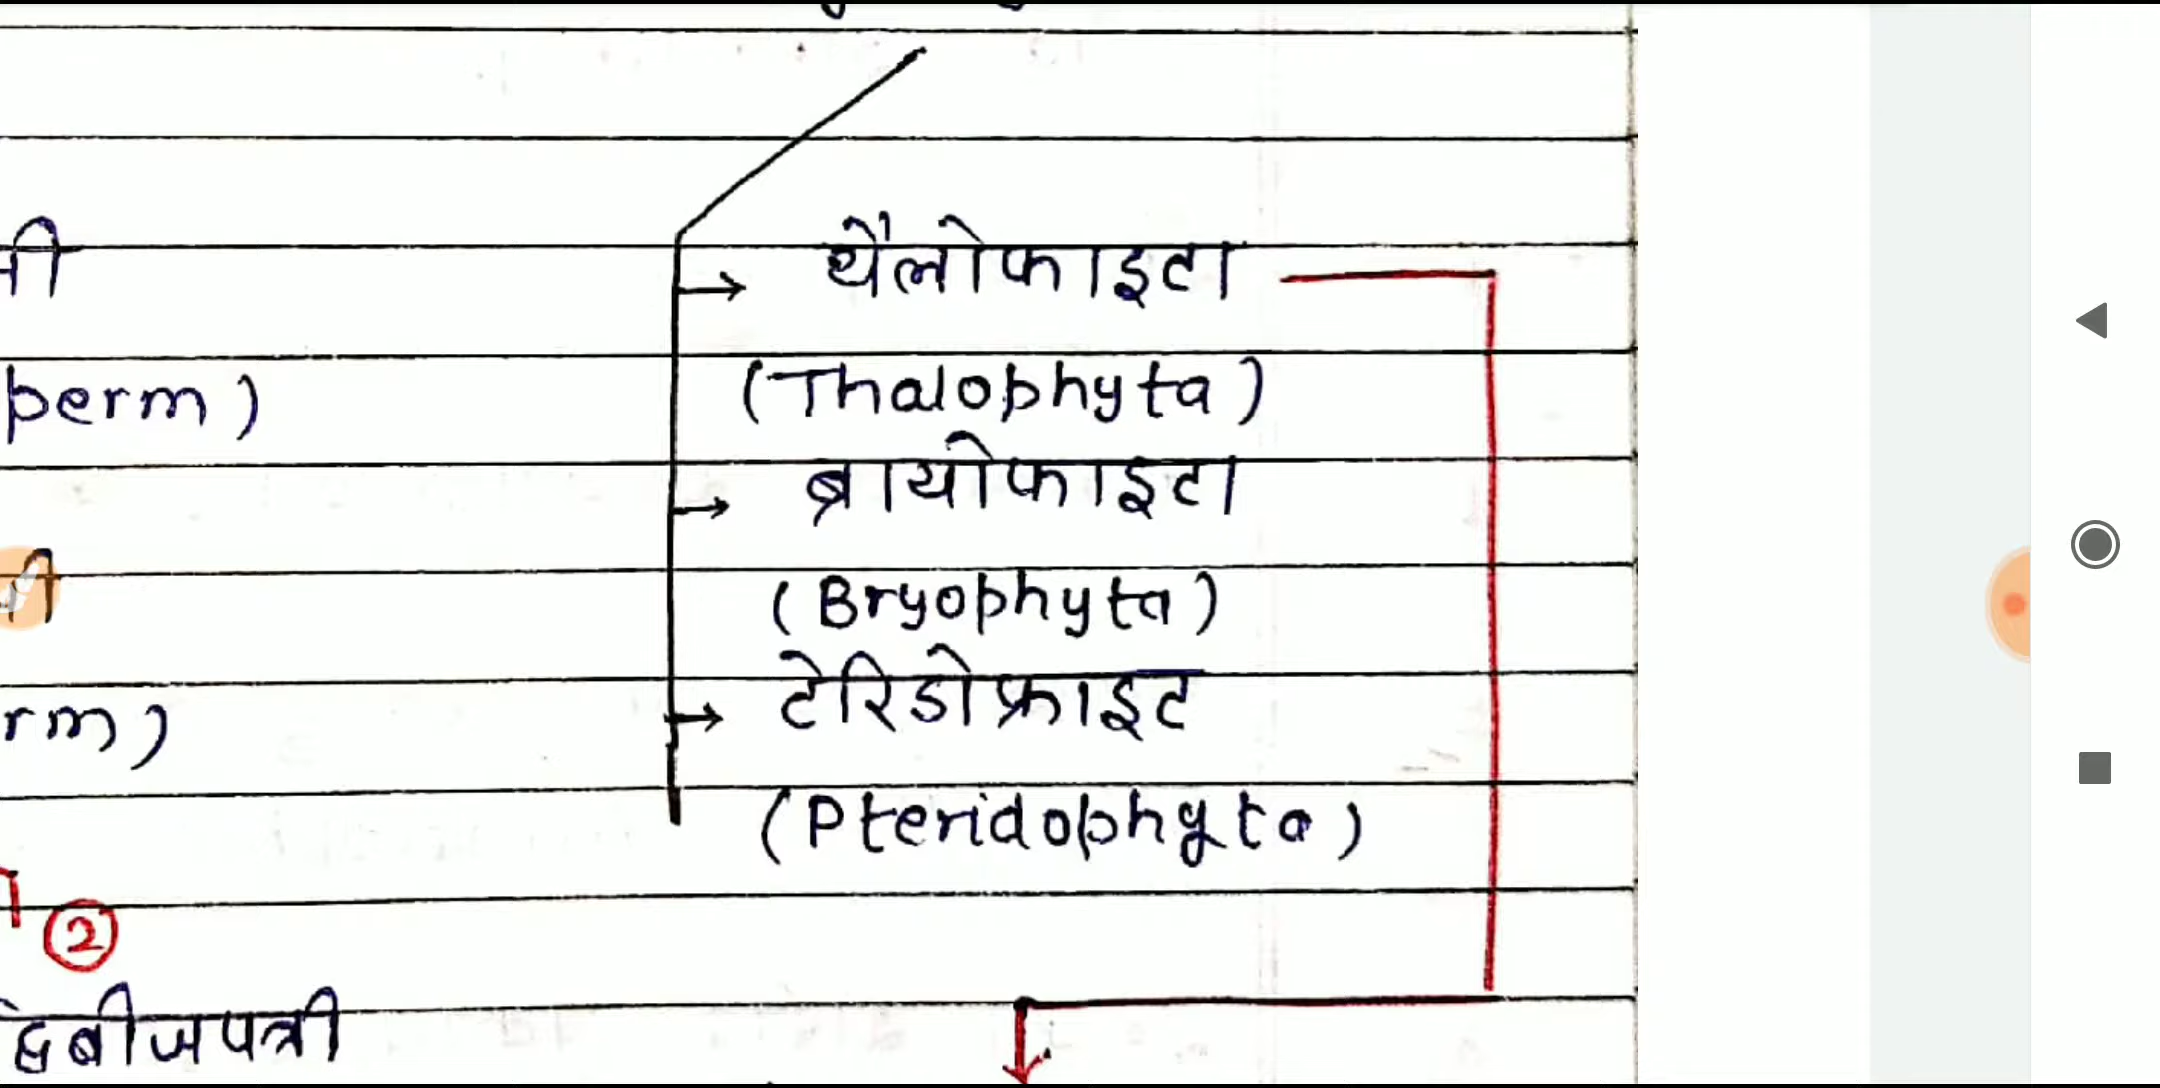 नी
थैलोफाइटा
perm)
(Thalophyta)
ब्रायोफाइटा
(Bryophyta)
टेरिडोफ्राइट
rm)
(Pteridophyta)
2
द्विबीजपत्री